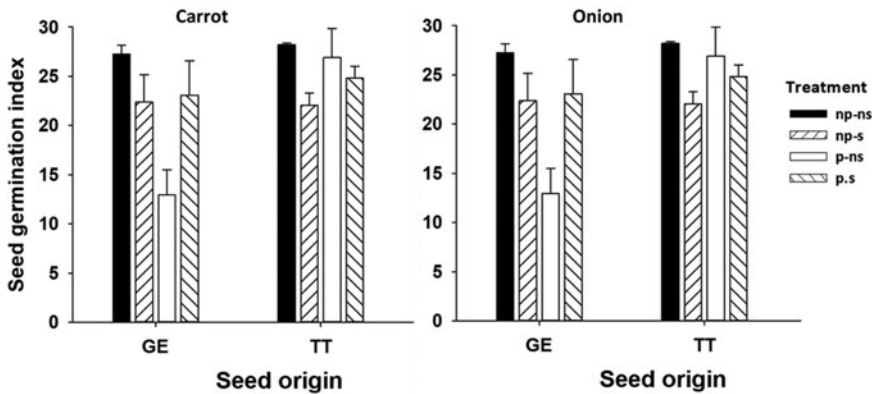 Carrot
Seed germination index
30
25
20
15
10
5
0
GE TT
Seed origin
Onion
30
25
20
15
10
5
0
GE TT
Seed origin
Treatment
np-ns
np-s
p-ns
p.s